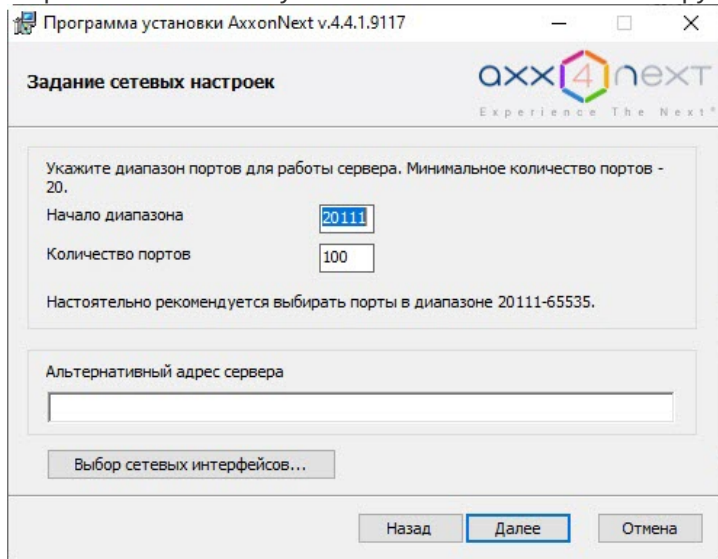 Программа установки AxxonNext v.4.4.1.9117
Задание сетевых настроек
axxo4next
Experience The Next
Укажите диапазон портов для работы сервера. Минимальное количество портов -
20.
Начало диапазона 20111
Количество портов 100
Настоятельно рекомендуется выбирать порты в диапазоне 20111-65535.
Альтернативный адрес сервера
Выбор сетевых интерфейсов...
Назад Далее Отмена